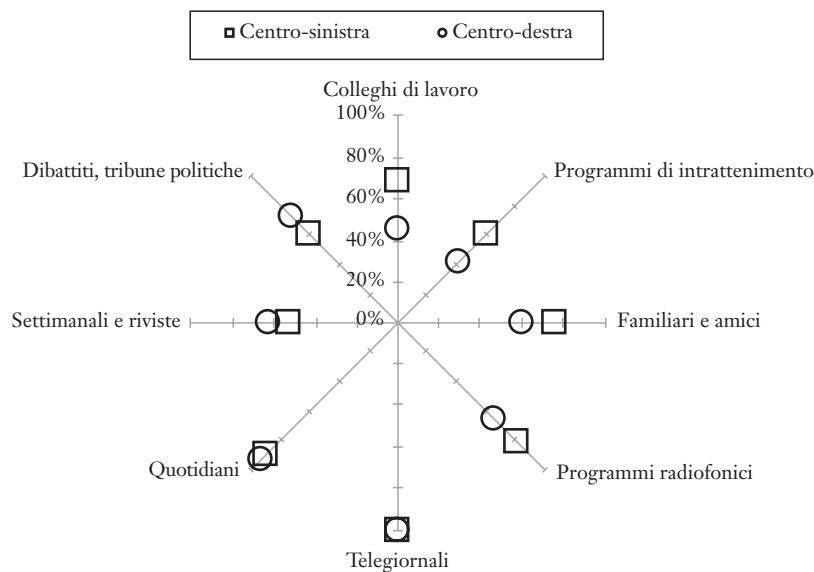 Centro-sinistra Centro-destra
Colleghi di lavoro
100%
Dibattiti, tribune politiche
80%
Programmi di intrattenimento
60%
40%
20%
Settimanali e riviste
0%
Familiari e amici
Quotidiani
Programmi radiofonici
Telegiornali